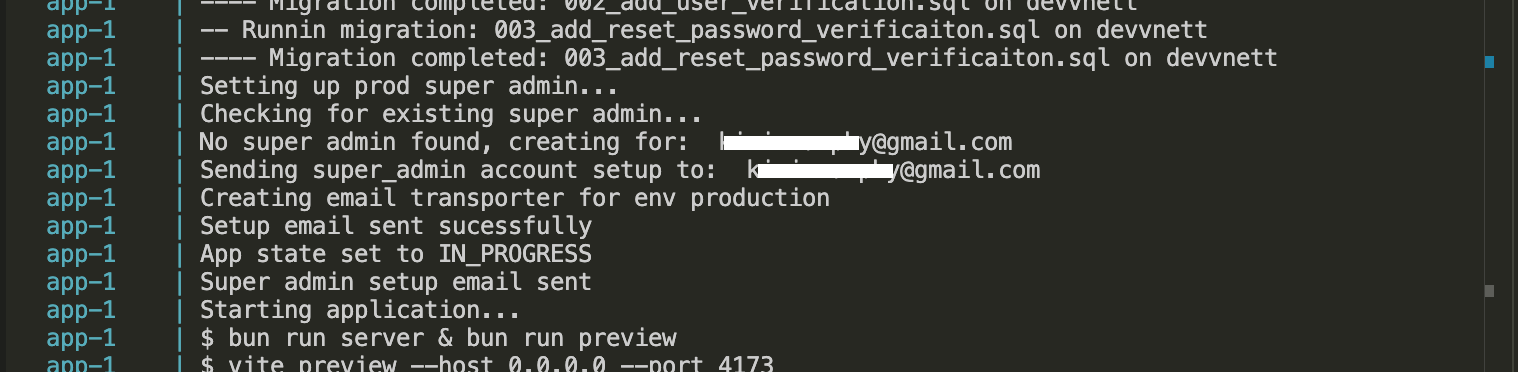 app-1 | ---- Migration completed: 002_add_user_verification.sql on devvnett
app-1 | -- Runnin migration: 003_add_reset_password_verificaiton.sql on devvnett
app-1 | ---- Migration completed: 003_add_reset_password_verificaiton.sql on devvnett
app-1 | Setting up prod super admin...
app-1 | Checking for existing super admin...
app-1 | No super admin found, creating for: @gmail.com
app-1 | Sending super_admin account setup to: @gmail.com
app-1 | Creating email transporter for env production
app-1 | Setup email sent sucessfully
app-1 | App state set to IN_PROGRESS
app-1 | Super admin setup email sent
app-1 | Starting application...
app-1 | $ bun run server & bun run preview
app-1 | $ vite preview --host 0.0.0.0 --port 4173